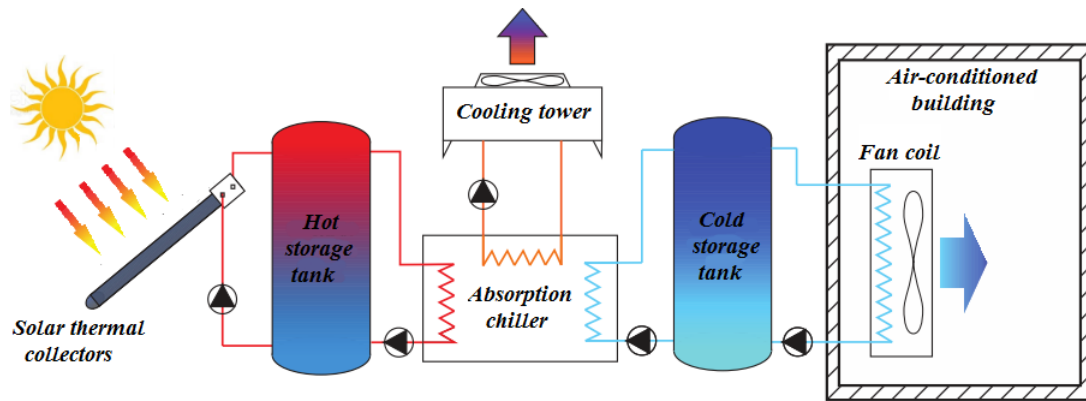 Cooling tower
Air-conditioned
building
Fan coil
Hot
storage
tank
Cold
storage
tank
Absorption
chiller
Solar thermal
collectors